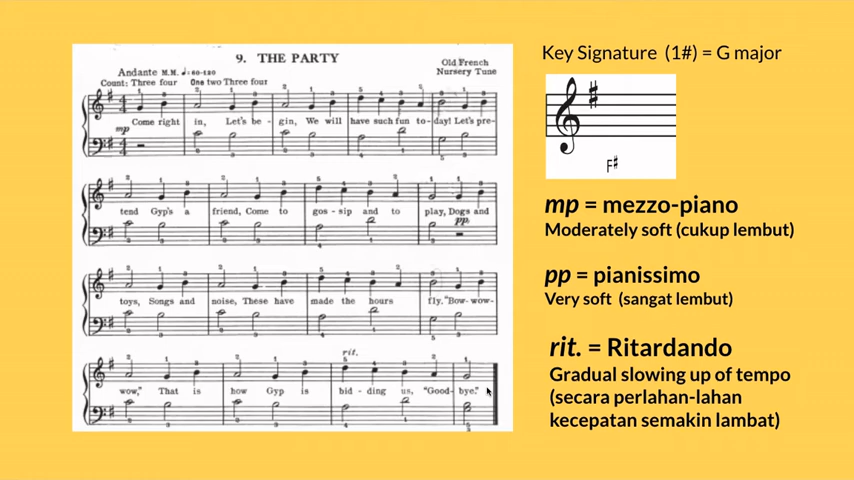 9. THE PARTY
Andante M.M. ♩=60-120
Old French
Nursery Tune
Count: Three four One two Three four
Come right in, Let's be - gin, We will have such fun to- day! Let's pre-
mp
tend Gyp's a friend, Come to gos - sip and to play, Dogs and
pp
toys, Songs and noise, These have made the hours fly. "Bow-wow-
rit.
wow," That is how Gyp is bid - ding us, "Good- bye."
Key Signature (1#) = G major
F#
mp = mezzo-piano
Moderately soft (cukup lembut)
pp = pianissimo
Very soft (sangat lembut)
rit. = Ritardando
Gradual slowing up of tempo
(secara perlahan-lahan
kecepatan semakin lambat)